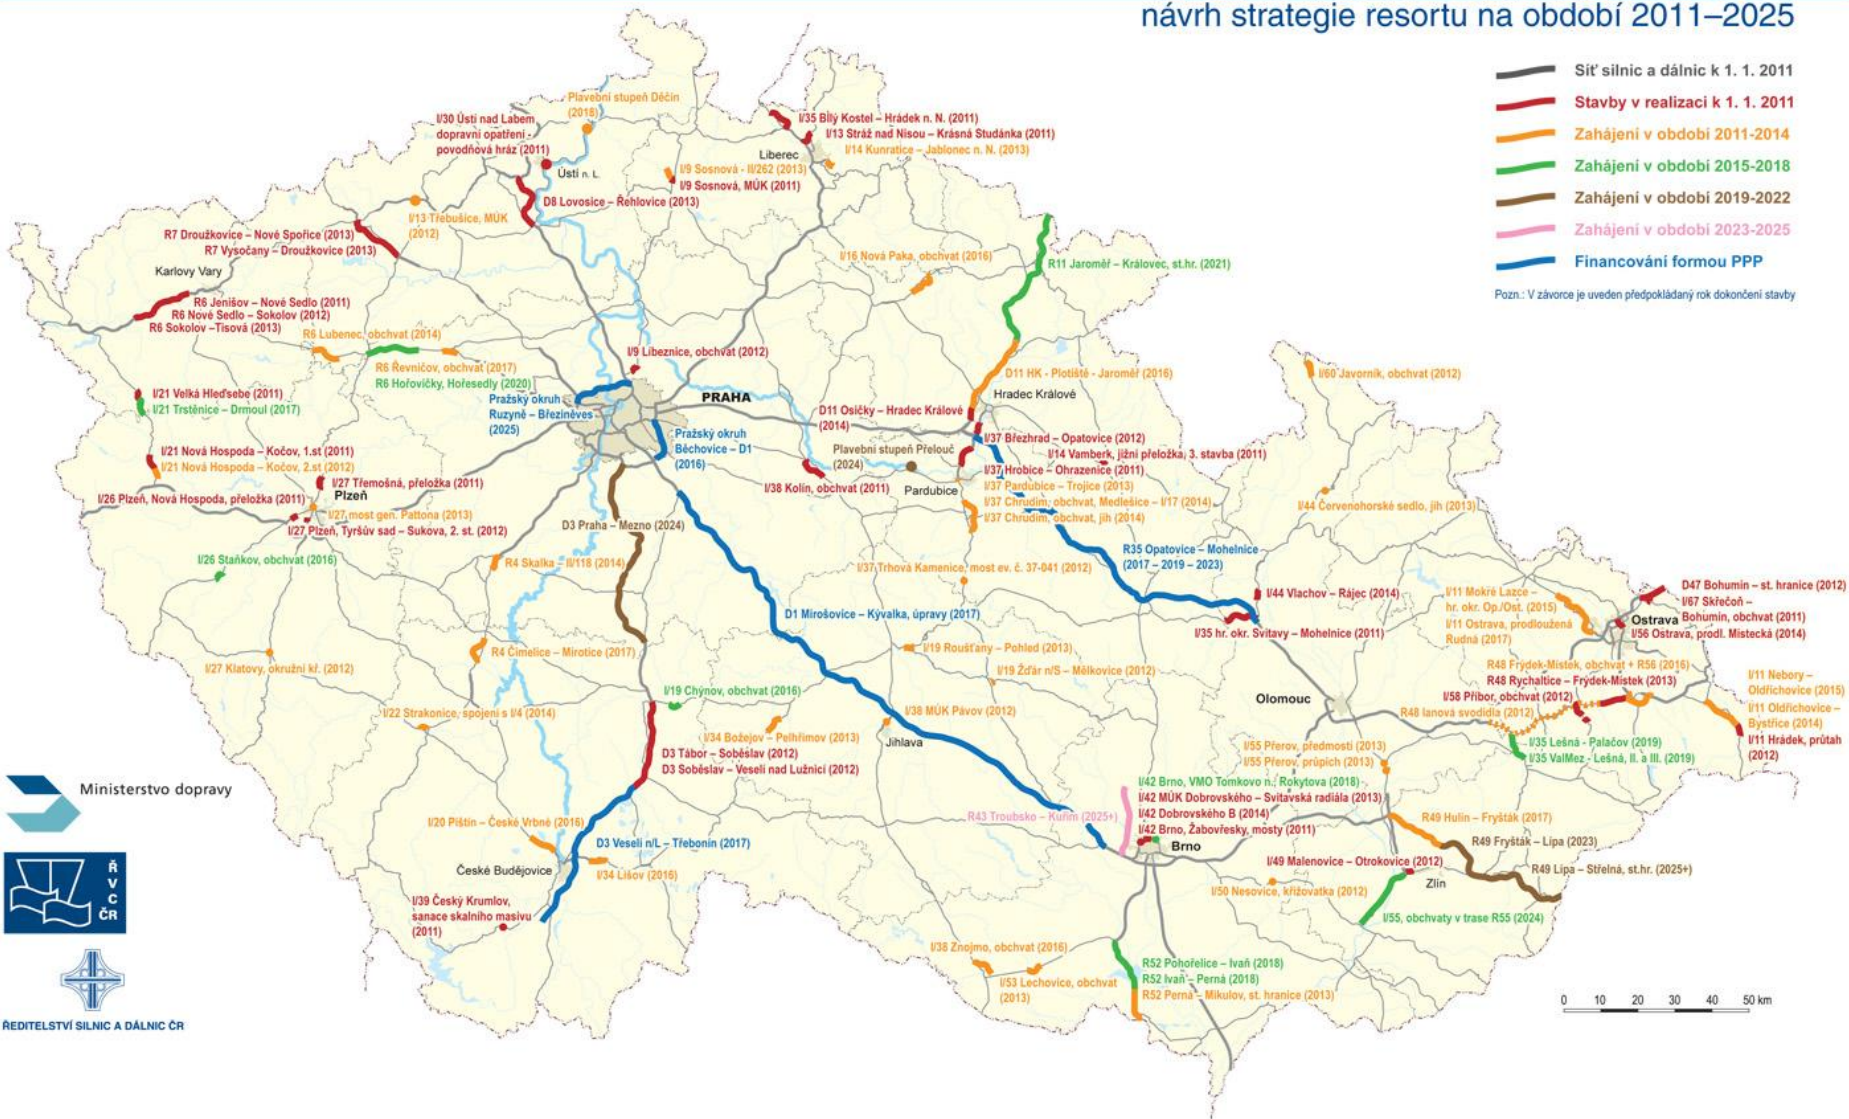 návrh strategie resortu na období 2011–2025
Síť silnic a dálnic k 1. 1. 2011
Stavby v realizaci k 1. 1. 2011
Zahájení v období 2011-2014
Zahájení v období 2015-2018
Zahájení v období 2019-2022
Zahájení v období 2023-2025
Financování formou PPP
Pozn.: V závorce je uveden předpokládaný rok dokončení stavby
Plavební stupeň Děčín
(2018)
I/30 Ústí nad Labem
dopravní opatření -
povodňová hráz (2011)
Ústí n. L.
I/35 Bílý Kostel – Hrádek n. N. (2011)
I/13 Stráž nad Nisou – Krásná Studánka (2011)
I/14 Kunratice – Jablonec n. N. (2013)
Liberec
I/9 Sosnová - II/262 (2013)
I/9 Sosnová, MÚK (2011)
D8 Lovosice – Řehlovice (2013)
I/13 Třebušice, MÚK
(2012)
R7 Droužkovice – Nové Spořice (2013)
R7 Vysočany – Droužkovice (2013)
Karlovy Vary
R6 Jenišov – Nové Sedlo (2011)
R6 Nové Sedlo – Sokolov (2012)
R6 Sokolov –Tisová (2013)
R6 Lubenec, obchvat (2014)
R6 Řevničov, obchvat (2017)
R6 Hořovičky, Hořesedly (2020)
I/16 Nová Paka, obchvat (2016)
R11 Jaroměř – Královec, st.hr. (2021)
I/9 Líbeznice, obchvat (2012)
D11 HK - Plotiště - Jaroměř (2016)
I/60 Javorník, obchvat (2012)
I/21 Velká Hleďsebe (2011)
I/21 Trstěnice – Drmoul (2017)
Pražský okruh
Ruzyně – Březiněves
(2025)
PRAHA
Hradec Králové
D11 Osičky – Hradec Králové
(2014)
Pražský okruh
Běchovice – D1
(2016)
I/37 Březhrad – Opatovice (2012)
I/14 Vamberk, jižní přeložka, 3. stavba (2011)
Plavební stupeň Přelouč
(2024)
I/37 Hrobice – Ohrazenice (2011)
I/21 Nová Hospoda – Kočov, 1.st (2011)
I/21 Nová Hospoda – Kočov, 2.st (2012)
I/27 Třemošná, přeložka (2011)
Plzeň
I/26 Plzeň, Nová Hospoda, přeložka (2011)
I/27 most gen. Pattona (2013)
I/27 Plzeň, Tyršův sad – Sukova, 2. st. (2012)
I/38 Kolín, obchvat (2011)
Pardubice
I/37 Pardubice – Trojice (2013)
I/37 Chrudim, obchvat, Medlešice – I/17 (2014)
I/37 Chrudim, obchvat, jih (2014)
I/44 Červenohorské sedlo, jih (2013)
D3 Praha – Mezno (2024)
I/26 Staňkov, obchvat (2016)
R4 Skalka – II/118 (2014)
R35 Opatovice – Mohelnice
(2017 – 2019 – 2023)
I/37 Trhová Kamenice, most ev. č. 37-041 (2012)
I/44 Vlachov – Rájec (2014)
I/11 Mokré Lazce –
hr. okr. Op./Ost. (2015)
I/11 Ostrava, prodloužená
Rudná (2017)
D47 Bohumín – st. hranice (2012)
I/67 Skřečoň –
Bohumín, obchvat (2011)
Ostrava
I/56 Ostrava, prodl. Místecká (2014)
D1 Mirošovice – Kývalka, úpravy (2017)
I/35 hr. okr. Svitavy – Mohelnice (2011)
I/27 Klatovy, okružní kř. (2012)
R4 Čimelice – Mirotice (2017)
I/19 Roušťany – Pohled (2013)
I/19 Žďár n/S – Mělkovice (2012)
R48 Frýdek-Místek, obchvat + R56 (2016)
R48 Rychaltice – Frýdek-Místek (2013)
I/58 Příbor, obchvat (2012)
R48 lanová svodidla (2012)
I/11 Nebory –
Oldřichovice (2015)
I/11 Oldřichovice –
Bystřice (2014)
I/11 Hrádek, průtah
(2012)
I/19 Chýnov, obchvat (2016)
Olomouc
I/22 Strakonice, spojení s I/4 (2014)
I/38 MÚK Pávov (2012)
I/34 Božejov – Pelhřimov (2013)
Jihlava
D3 Tábor – Soběslav (2012)
D3 Soběslav – Veselí nad Lužnicí (2012)
I/55 Přerov, předmostí (2013)
I/55 Přerov, průpich (2013)
I/35 Lešná - Palačov (2019)
I/35 ValMez - Lešná, II. a III. (2019)
Ministerstvo dopravy
I/42 Brno, VMO Tomkovo n., Rokytova (2018)
I/42 MÚK Dobrovského – Svitavská radiála (2013)
I/42 Dobrovského B (2014)
I/42 Brno, Žabovřesky, mosty (2011)
R43 Troubsko – Kuřim (2025+)
Brno
I/20 Pištín – České Vrbné (2016)
D3 Veselí n/L – Třebonín (2017)
České Budějovice
I/34 Lišov (2016)
R49 Hulín – Fryšták (2017)
R49 Fryšták – Lípa (2023)
R49 Lípa – Střelná, st.hr. (2025+)
I/49 Malenovice – Otrokovice (2012)
Zlín
I/50 Nesovice, křižovatka (2012)
I/55, obchvaty v trase R55 (2024)
ŘVCČR
I/39 Český Krumlov,
sanace skalního masivu
(2011)
I/38 Znojmo, obchvat (2016)
I/53 Lechovice, obchvat
(2013)
R52 Pohořelice – Ivaň (2018)
R52 Ivaň – Perná (2018)
R52 Perná – Mikulov, st. hranice (2013)
ŘEDITELSTVÍ SILNIC A DÁLNIC ČR
0 10 20 30 40 50 km